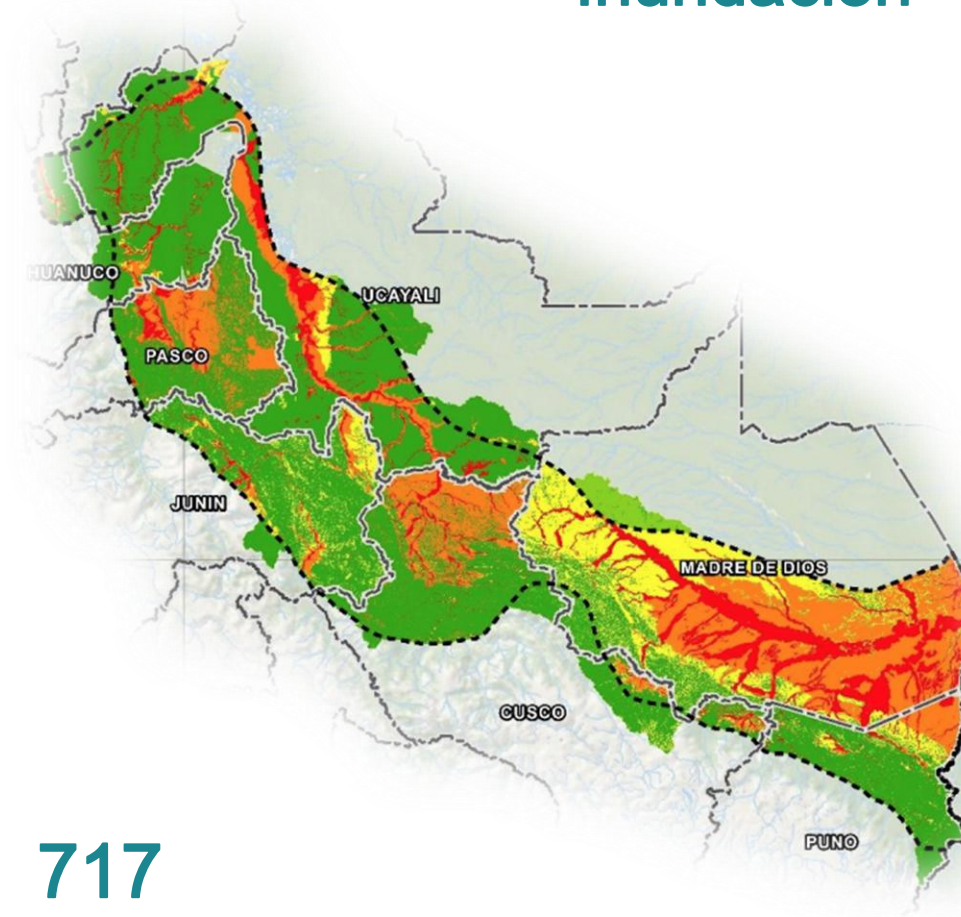 inundación
HUANUCO
UCAYALI
PASCO
JUNIN
MADRE DE DIOS
CUSCO
PUNO
717